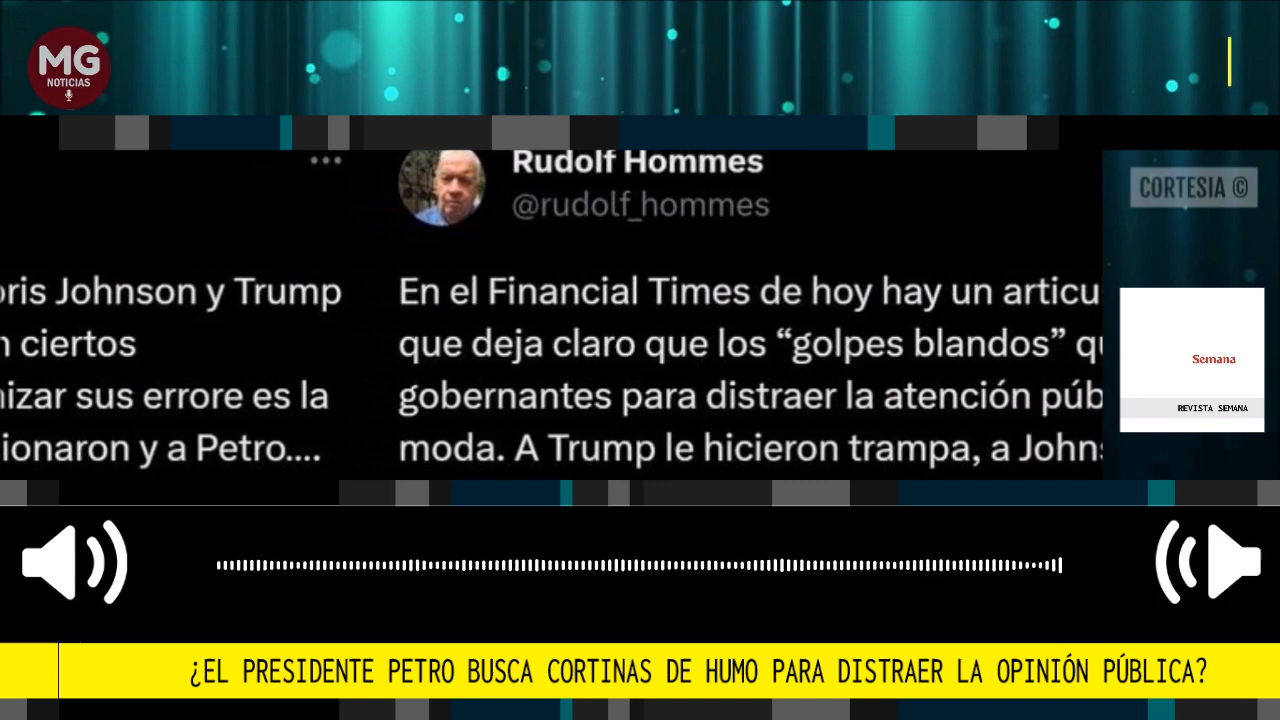 MG
NOTICIAS
CORTESIA ©
oris Johnson y Trump
ciertos
nizar sus errore es la
ionaron y a Petro....
Rudolf Hommes
@rudolf_hommes
En el Financial Times de hoy hay un articu
que deja claro que los “golpes blandos” qu
gobernantes para distraer la atención púb
moda. A Trump le hicieron trampa, a Johns
Semana
REVISTA SEMANA
¿EL PRESIDENTE PETRO BUSCA CORTINAS DE HUMO PARA DISTRAER LA OPINIÓN PÚBLICA?